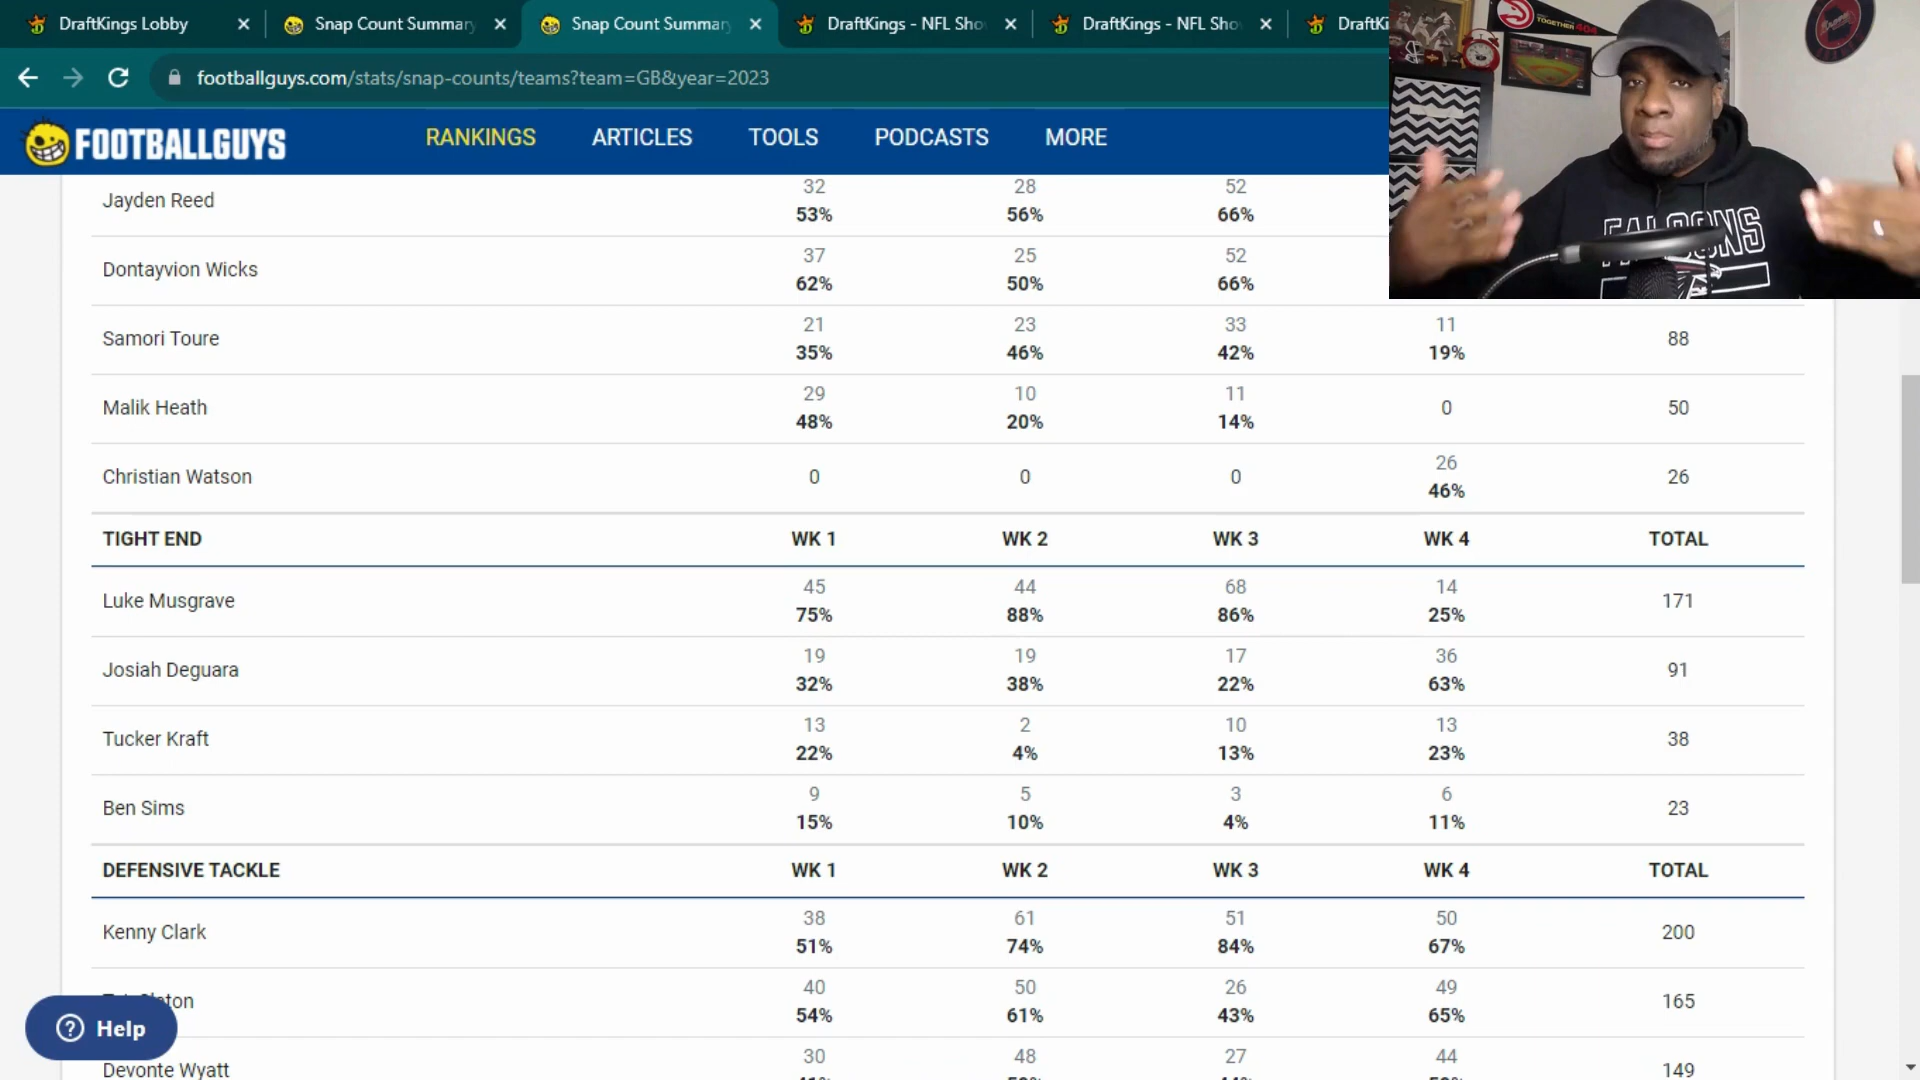 DraftKings Lobby
Snap Count Summary
Snap Count Summary
DraftKings - NFL Sho
DraftKings - NFL Sho
DraftKi
footballguys.com/stats/snap-counts/teams?team=GB&year=2023
FOOTBALLGUYS
RANKINGS ARTICLES TOOLS PODCASTS MORE
TOGETHER 404
FALCONS
Jayden Reed 32 28 52
53% 56% 66%
Dontayvion Wicks 37 25 52
62% 50% 66%
Samori Toure 21 23 33 11 88
35% 46% 42% 19%
Malik Heath 29 10 11 0 50
48% 20% 14%
Christian Watson 0 0 0 26 26
46%
TIGHT END WK 1 WK 2 WK 3 WK 4 TOTAL
Luke Musgrave 45 44 68 14 171
75% 88% 86% 25%
Josiah Deguara 19 19 17 36 91
32% 38% 22% 63%
Tucker Kraft 13 2 10 13 38
22% 4% 13% 23%
Ben Sims 9 5 3 6 23
15% 10% 4% 11%
DEFENSIVE TACKLE WK 1 WK 2 WK 3 WK 4 TOTAL
Kenny Clark 38 61 51 50 200
51% 74% 84% 67%
40 50 26 49 165
54% 61% 43% 65%
Help
Devonte Wyatt 30 48 27 44 149